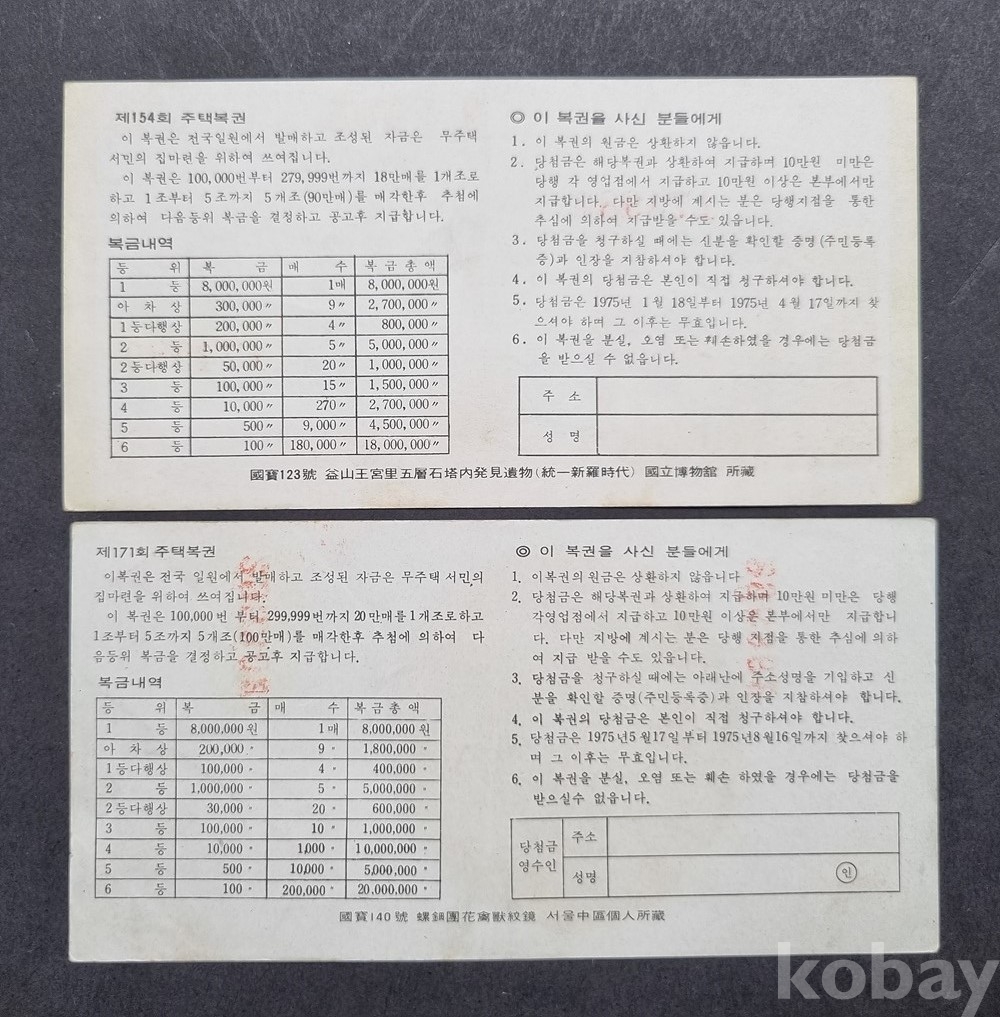 제154회 주택복권
이 복권은 전국일원에서 발매하고 조성된 자금은 무주택
서민의 집마련을 위하여 쓰여집니다.
이 복권은 100,000번부터 279,999번까지 18만매를 1개조로
하고 1조부터 5조까지 5개조(90만매)를 매각한후 추첨에
의하여 다음등위 복금을 결정하고 공고후 지급합니다.
복금내역
등 위 복 금 매 수 복금총액
1 등 8,000,000원 1매 8,000,000원
아 차 상 300,000〃 9〃 2,700,000〃
1등다행상 200,000〃 4〃 800,000〃
2 등 1,000,000〃 5〃 5,000,000〃
2등다행상 50,000〃 20〃 1,000,000〃
3 등 100,000〃 15〃 1,500,000〃
4 등 10,000〃 270〃 2,700,000〃
5 등 500〃 9,000〃 4,500,000〃
6 등 100〃 180,000〃 18,000,000〃
◎ 이 복권을 사신 분들에게
1. 이 복권의 원금은 상환하지 않읍니다.
2. 당첨금은 해당복권과 상환하여 지급하며 10만원 미만은
당행 각 영업점에서 지급하고 10만원 이상은 본부에서만
지급합니다. 다만 지방에 계시는 분은 당행지점을 통한
추심에 의하여 지급받을 수도 있읍니다.
3. 당첨금을 청구하실 때에는 신분을 확인할 증명(주민등록
증)과 인장을 지참하셔야 합니다.
4. 이 복권의 당첨금은 본인이 직접 청구하셔야 합니다.
5. 당첨금은 1975년 1월 18일부터 1975년 4월 17일까지 찾
으셔야 하며 그 이후는 무효입니다.
6. 이 복권을 분실, 오염 또는 훼손하였을 경우에는 당첨금
을 받으실 수 없읍니다.
주 소
성 명
國寶123號 益山王宮里五層石塔內発見遺物(統一新羅時代) 國立博物舘 所藏
제171회 주택복권
이복권은 전국 일원에서 발매하고 조성된 자금은 무주택 서민의
집마련을 위하여 쓰여집니다.
이 복권은 100,000번 부터 299,999번까지 20만매를 1개조로하고
1조부터 5조까지 5개조(100만매)를 매각한후 추첨에 의하여 다
음등위 복금을 결정하고 공고후 지급합니다.
복금내역
등 위 복 금 매 수 복금총액
1 등 8,000,000원 1매 8,000,000원
아 차 상 200,000〃 9〃 1,800,000〃
1등다행상 100,000〃 4〃 400,000〃
2 등 1,000,000〃 5〃 5,000,000〃
2등다행상 30,000〃 20〃 600,000〃
3 등 100,000〃 10〃 1,000,000〃
4 등 10,000〃 1,000〃 10,000,000〃
5 등 500〃 10,000〃 5,000,000〃
6 등 100〃 200,000〃 20.000,000〃
◎ 이 복권을 사신 분들에게
1. 이복권의 원금은 상환하지 않읍니다
2. 당첨금은 해당복권과 상환하여 지급하며 10만원 미만은 당행
각영업점에서 지급하고 10만원 이상은 본부에서만 지급합니
다. 다만 지방에 계시는 분은 당행 지점을 통한 추심에 의하
여 지급 받을 수도 있읍니다.
3. 당첨금을 청구하실 때에는 아래난에 주소성명을 기입하고 신
분을 확인할 증명(주민등록증)과 인장을 지참하셔야 합니다.
4. 이 복권의 당첨금은 본인이 직접 청구하셔야 합니다.
5. 당첨금은 1975년5월17일부터 1975년8월16일까지 찾으셔야 하
며 그 이후는 무효입니다.
6. 이 복권을 분실, 오염 또는 훼손 하였을 경우에는 당첨금을
받으실수 없읍니다.
당첨금
영수인
주소
성명 인
國寶140號 螺鈿團花禽獸紋鏡 서울中區個人所藏
kobay